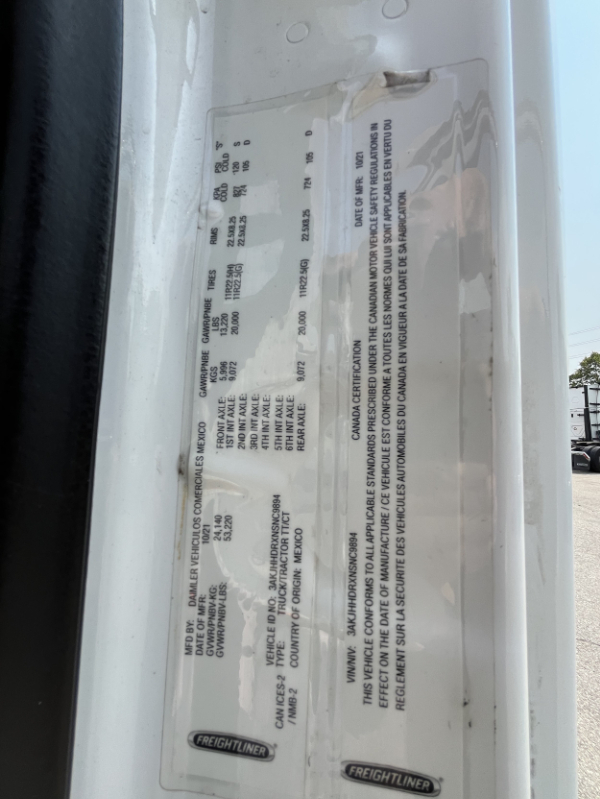 FREIGHTLINER
MFD BY: DAIMLER VEHICULOS COMERCIALES MEXICO
DATE OF MFR: 10/21
GVWR/PNBV-KG: 24,140
GVWR/PNBV-LBS: 53,220
CAN ICES-2
/ NMB-2
VEHICLE ID NO: 3AKJHHDRXNSNC9894
TYPE: TRUCK/TRACTOR TT/CT
COUNTRY OF ORIGIN: MEXICO
GAWR/PNBE GAWR/PNBE TIRES RIMS KPA PSI "S"
KGS LBS COLD COLD
FRONT AXLE: 5,996 13,220 11R22.5(H) 22.5X8.25 827 120 S
1ST INT AXLE: 9,072 20,000 11R22.5(G) 22.5X8.25 724 105 D
2ND INT AXLE:
3RD INT AXLE:
4TH INT AXLE:
5TH INT AXLE:
6TH INT AXLE:
REAR AXLE: 9,072 20,000 11R22.5(G) 22.5X8.25 724 105 D
FREIGHTLINER
CANADA CERTIFICATION
VIN/NIV: 3AKJHHDRXNSNC9894 DATE OF MFR: 10/21
THIS VEHICLE CONFORMS TO ALL APPLICABLE STANDARDS PRESCRIBED UNDER THE CANADIAN MOTOR VEHICLE SAFETY REGULATIONS IN
EFFECT ON THE DATE OF MANUFACTURE / CE VEHICULE EST CONFORME A TOUTES LES NORMES QUI LUI SONT APPLICABLES EN VERTU DU
REGLEMENT SUR LA SECURITE DES VEHICULES AUTOMOBILES DU CANADA EN VIGUEUR A LA DATE DE SA FABRICATION.